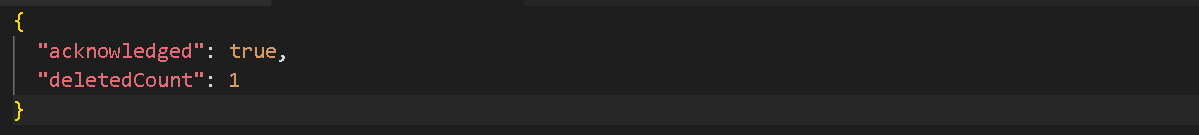 {
"acknowledged": true,
"deletedCount": 1
}